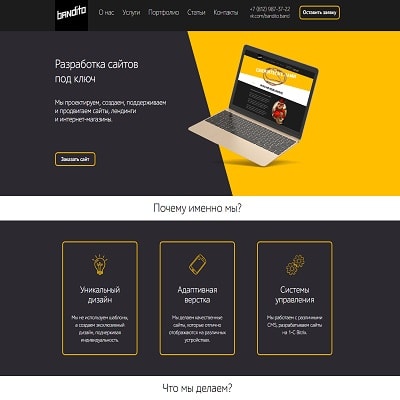 bandito
О нас Услуги Портфолио Статьи Контакты
+7 (812) 987-37-22
vk.com/bandito.band
Оставить заявку
Разработка сайтов
под ключ
Мы проектируем, создаем, поддерживаем
и продвигаем сайты, лендинги
и интернет-магазины.
Заказать сайт
Почему именно мы?
Уникальный
дизайн
Мы не используем шаблоны,
а создаем эксклюзивный
дизайн, подчеркивая
индивидуальность.
Адаптивная
верстка
Мы делаем качественные
сайты, которые отлично
отображаются на различных
устройствах.
Системы
управления
Мы работаем с различными
CMS, разрабатываем сайты
на 1-С Bitrix.
Что мы делаем?